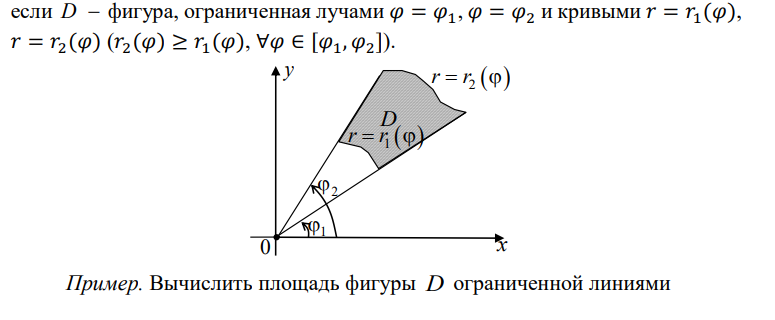 если D – фигура, ограниченная лучами φ = φ₁, φ = φ₂ и кривыми r = r₁(φ),
r = r₂(φ) (r₂(φ) ≥ r₁(φ), ∀φ ∈ [φ₁, φ₂]).
y
r = r₂(φ)
D
r = r₁(φ)
φ₂
φ₁
0
x
Пример. Вычислить площадь фигуры D ограниченной линиями